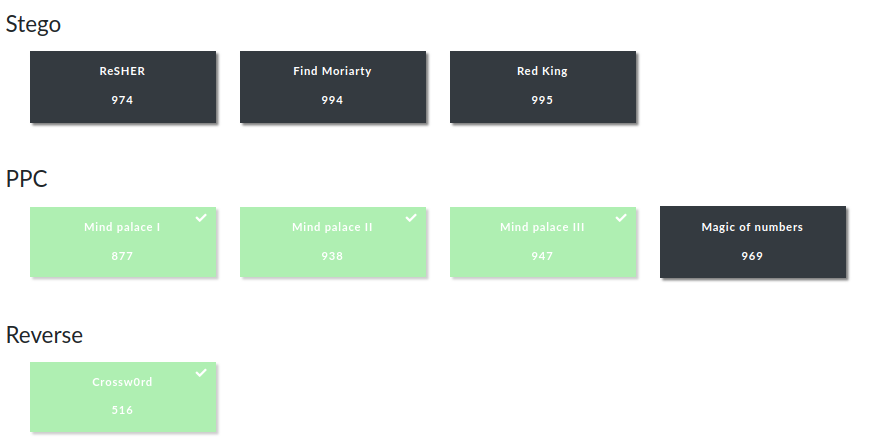 Stego
ReSHER Find Moriarty Red King
974 994 995
PPC
Mind palace I Mind palace II Mind palace III Magic of numbers
877 938 947 969
Reverse
Crossw0rd
516